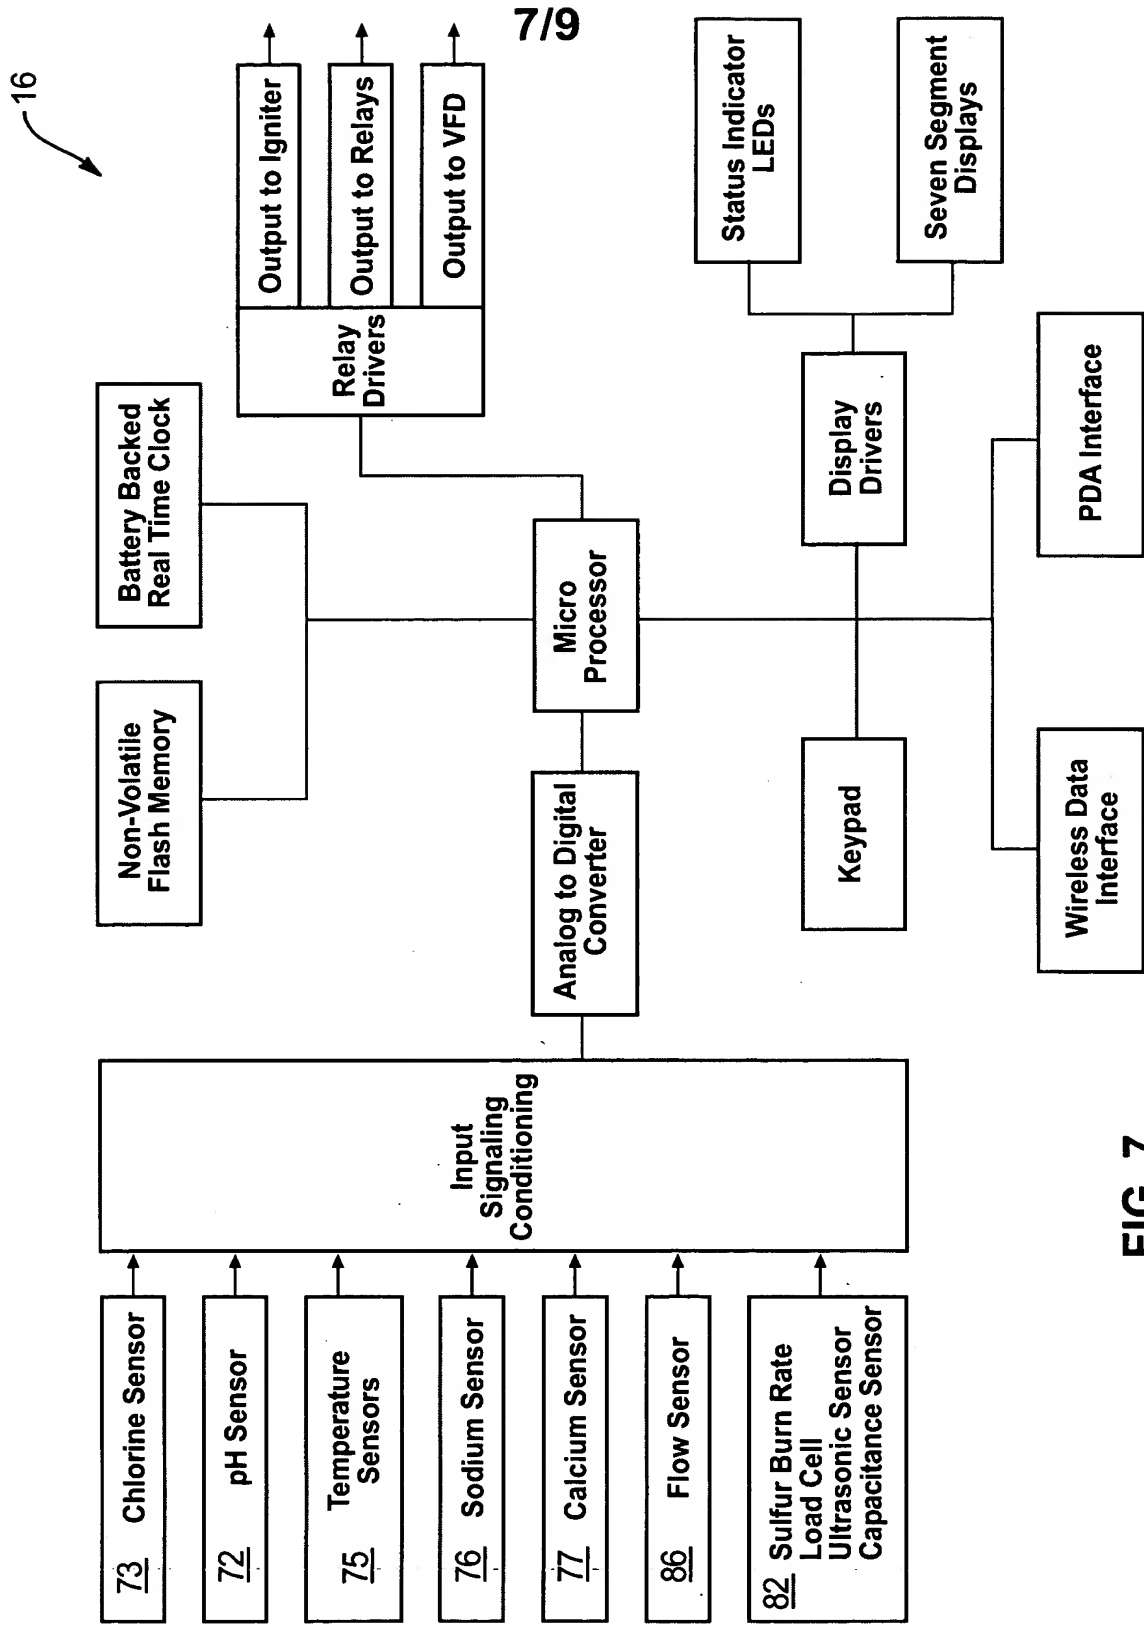 7/9
16
73 Chlorine Sensor
72 pH Sensor
75 Temperature
Sensors
76 Sodium Sensor
77 Calcium Sensor
86 Flow Sensor
82 Sulfur Burn Rate
Load Cell
Ultrasonic Sensor
Capacitance Sensor
Input
Signaling
Conditioning
Analog to Digital
Converter
Non-Volatile
Flash Memory
Battery Backed
Real Time Clock
Micro
Processor
Relay
Drivers
Output to Igniter
Output to Relays
Output to VFD
Keypad
Display
Drivers
Status Indicator
LEDs
Seven Segment
Displays
Wireless Data
Interface
PDA Interface
FIG. 7